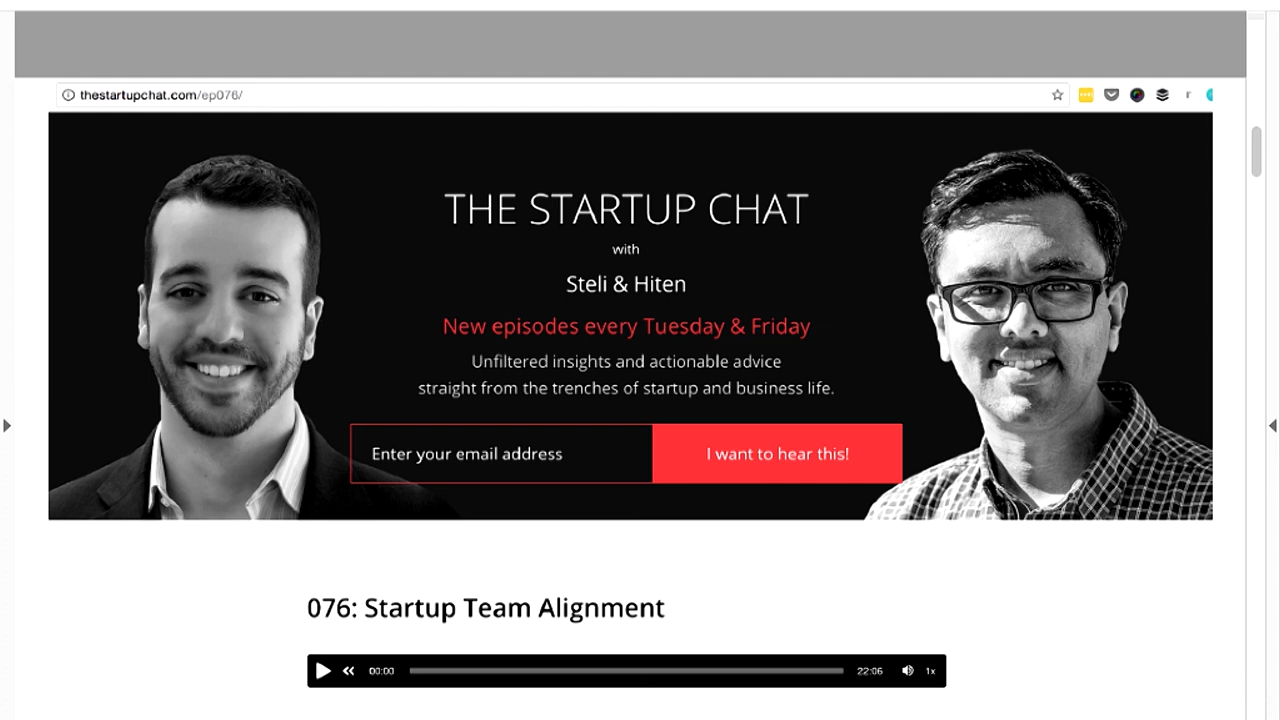 thestartupchat.com/ep076/
THE STARTUP CHAT
with
Steli & Hiten
New episodes every Tuesday & Friday
Unfiltered insights and actionable advice
straight from the trenches of startup and business life.
Enter your email address
I want to hear this!
076: Startup Team Alignment
00:00
22:06
1x